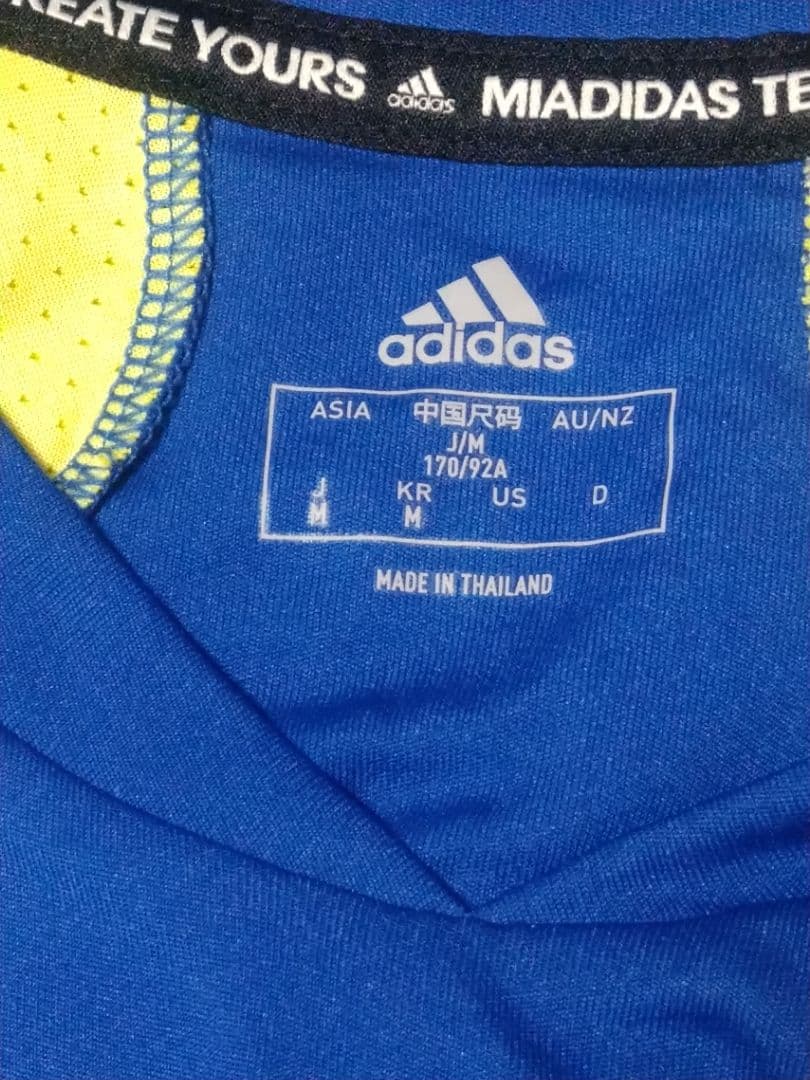 CREATE YOURS adidas MIADIDAS TE
adidas
ASIA 中国尺码 AU/NZ
J/M
170/92A
J KR US D
M M
MADE IN THAILAND